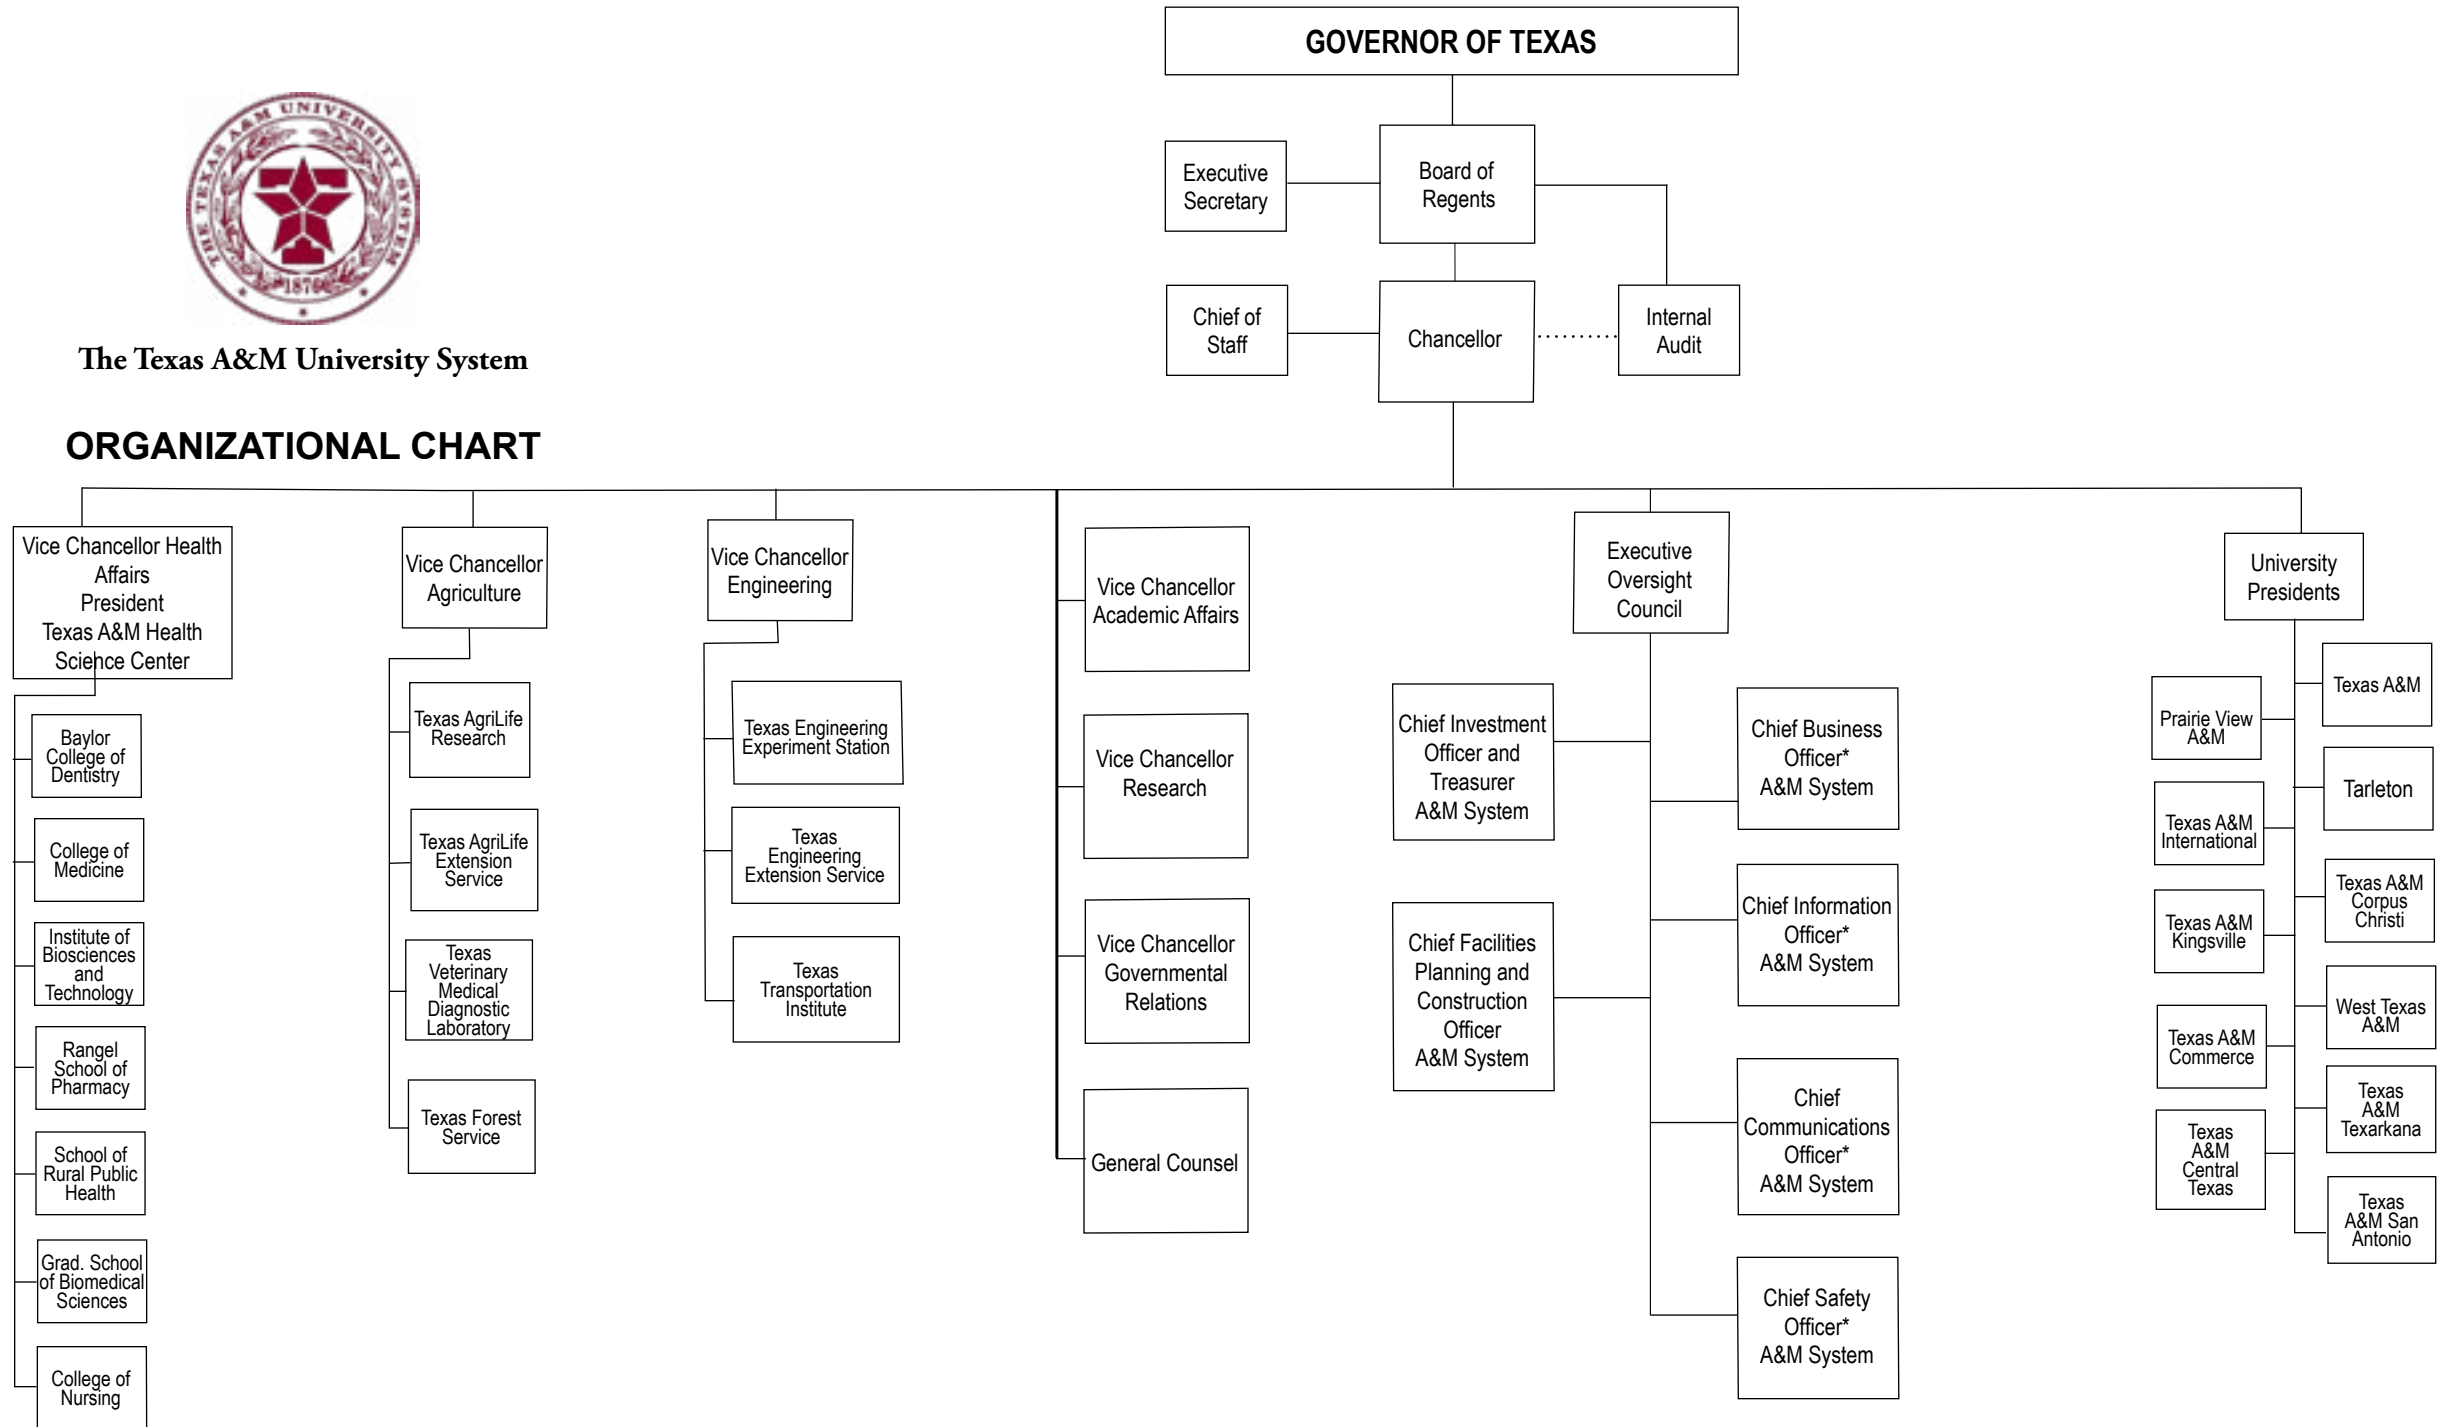 GOVERNOR OF TEXAS
THE TEXAS A&M UNIVERSITY SYSTEM
1876
The Texas A&M University System
ORGANIZATIONAL CHART
Executive
Secretary
Board of
Regents
Chief of
Staff
Chancellor
Internal
Audit
Vice Chancellor Health
Affairs
President
Texas A&M Health
Science Center
Baylor
College of
Dentistry
College of
Medicine
Institute of
Biosciences
and
Technology
Rangel
School of
Pharmacy
School of
Rural Public
Health
Grad. School
of Biomedical
Sciences
College of
Nursing
Vice Chancellor
Agriculture
Texas AgriLife
Research
Texas AgriLife
Extension
Service
Texas
Veterinary
Medical
Diagnostic
Laboratory
Texas Forest
Service
Vice Chancellor
Engineering
Texas Engineering
Experiment Station
Texas
Engineering
Extension Service
Texas
Transportation
Institute
Vice Chancellor
Academic Affairs
Vice Chancellor
Research
Vice Chancellor
Governmental
Relations
General Counsel
Executive
Oversight
Council
Chief Investment
Officer and
Treasurer
A&M System
Chief Facilities
Planning and
Construction
Officer
A&M System
Chief Business
Officer*
A&M System
Chief Information
Officer*
A&M System
Chief
Communications
Officer*
A&M System
Chief Safety
Officer*
A&M System
University
Presidents
Prairie View
A&M
Texas A&M
International
Texas A&M
Kingsville
Texas A&M
Commerce
Texas
A&M
Central
Texas
Texas A&M
Tarleton
Texas A&M
Corpus
Christi
West Texas
A&M
Texas
A&M
Texarkana
Texas
A&M San
Antonio